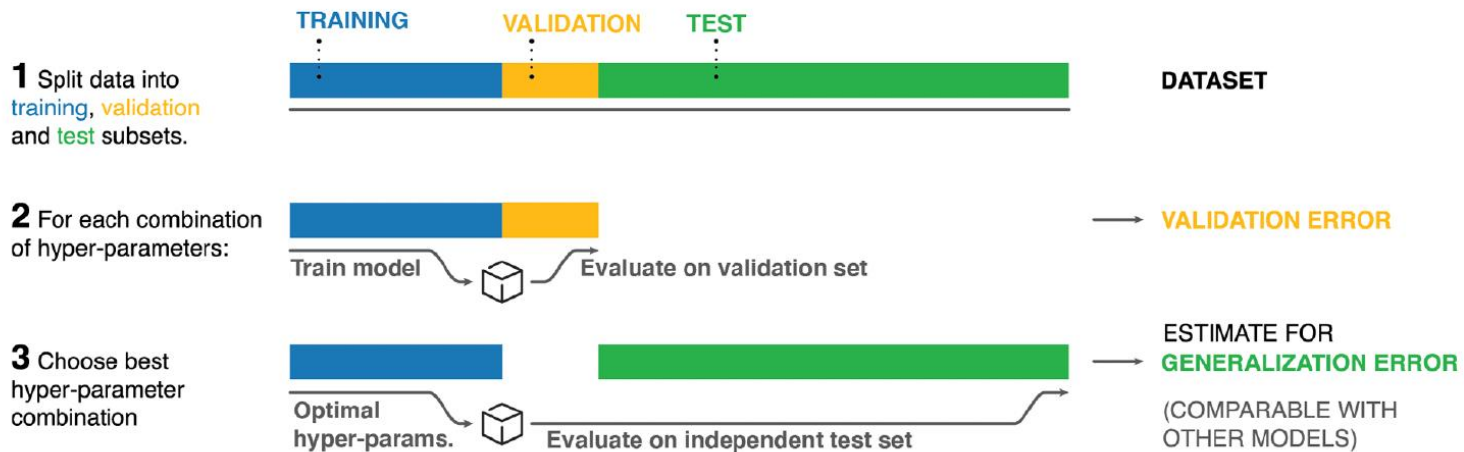 TRAINING VALIDATION TEST
1 Split data into
training, validation
and test subsets.
DATASET
2 For each combination
of hyper-parameters:
Train model
Evaluate on validation set
VALIDATION ERROR
3 Choose best
hyper-parameter
combination
Optimal
hyper-params.
Evaluate on independent test set
ESTIMATE FOR
GENERALIZATION ERROR
(COMPARABLE WITH
OTHER MODELS)